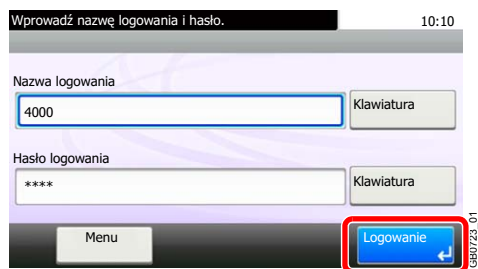 Wprowadź nazwę logowania i hasło. 10:10
Nazwa logowania
4000 Klawiatura
Hasło logowania
**** Klawiatura
Menu Logowanie
GB0723_01